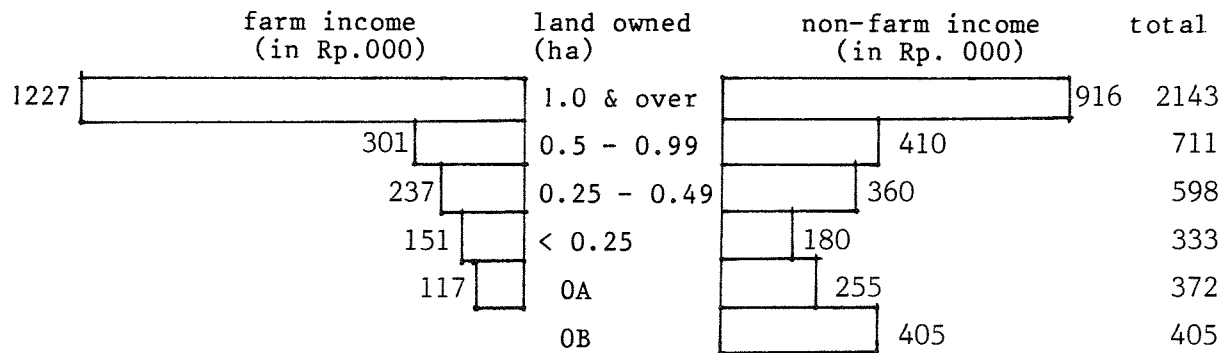 farm income land owned non-farm income total
(in Rp.000) (ha) (in Rp. 000)
1227 1.0 & over 916 2143
301 0.5 - 0.99 410 711
237 0.25 - 0.49 360 598
151 < 0.25 180 333
117 0A 255 372
0B 405 405